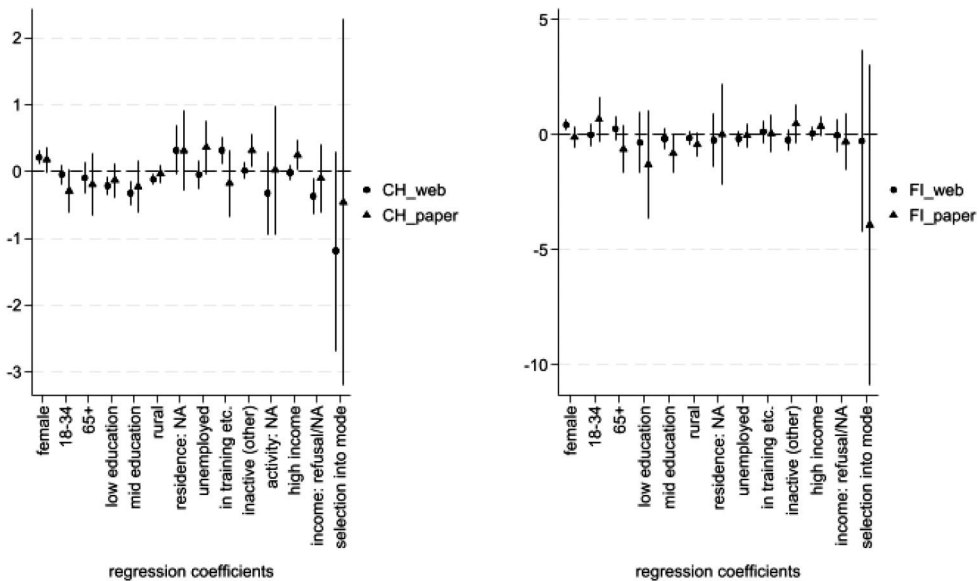 2
1
0
-1
-2
-3
CH_web
CH_paper
female
18-34
65+
low education
mid education
rural
residence: NA
unemployed
in training etc.
inactive (other)
activity: NA
high income
income: refusal/NA
selection into mode
regression coefficients
5
0
-5
-10
FI_web
FI_paper
female
18-34
65+
low education
mid education
rural
residence: NA
unemployed
in training etc.
inactive (other)
high income
income: refusal/NA
selection into mode
regression coefficients